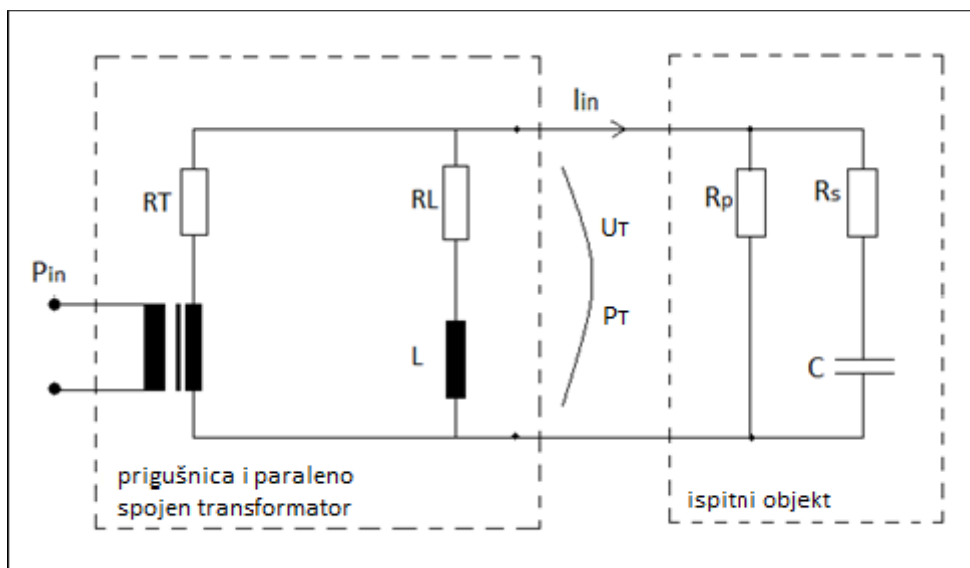 Iin
RT
RL
Rp
Rs
UT
Pin
PT
L
C
prigušnica i paraleno
spojen transformator
ispitni objekt